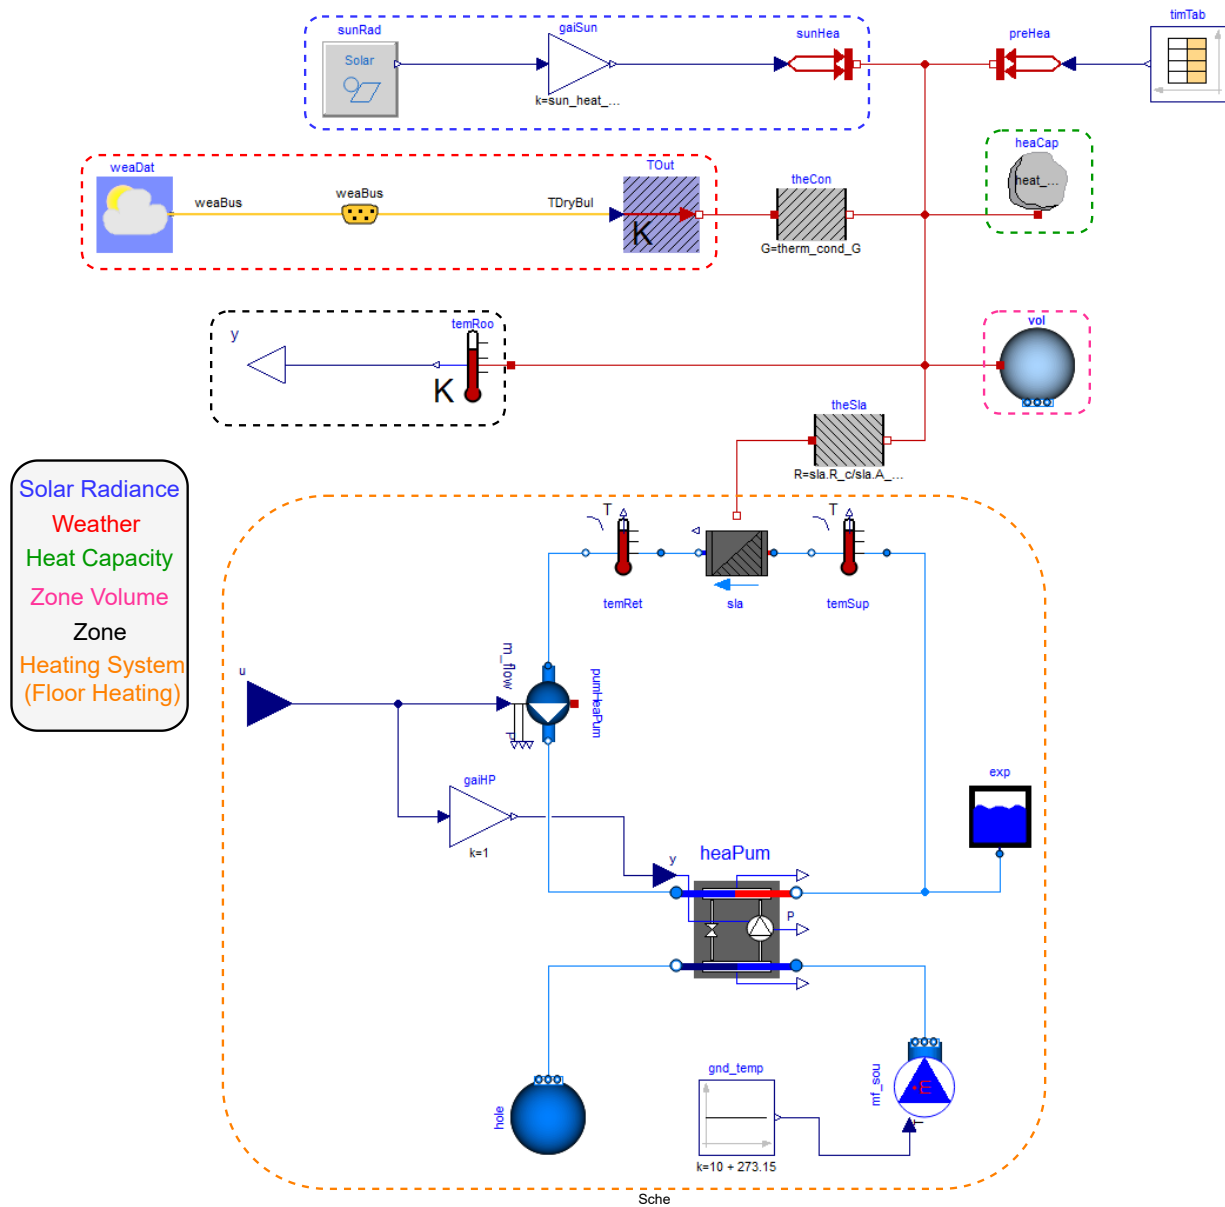 sunRad
gaiSun
sunHea
preHea
timTab
Solar
k=sun_heat_...
weaDat
weaBus
weaBus
TDryBul
TOut
K
theCon
G=therm_cond_G
heaCap
heat_...
y
temRoo
K
vol
theSla
R=sla.R_c/sla.A_...
Solar Radiance
Weather
Heat Capacity
Zone Volume
Zone
Heating System
(Floor Heating)
T
T
temRet
sla
temSup
u
m_flow
pumHeaPum
P
gaiHP
k=1
exp
heaPum
y
P
hole
gnd_temp
k=10 + 273.15
mf_sou
ṁ
T
Sche